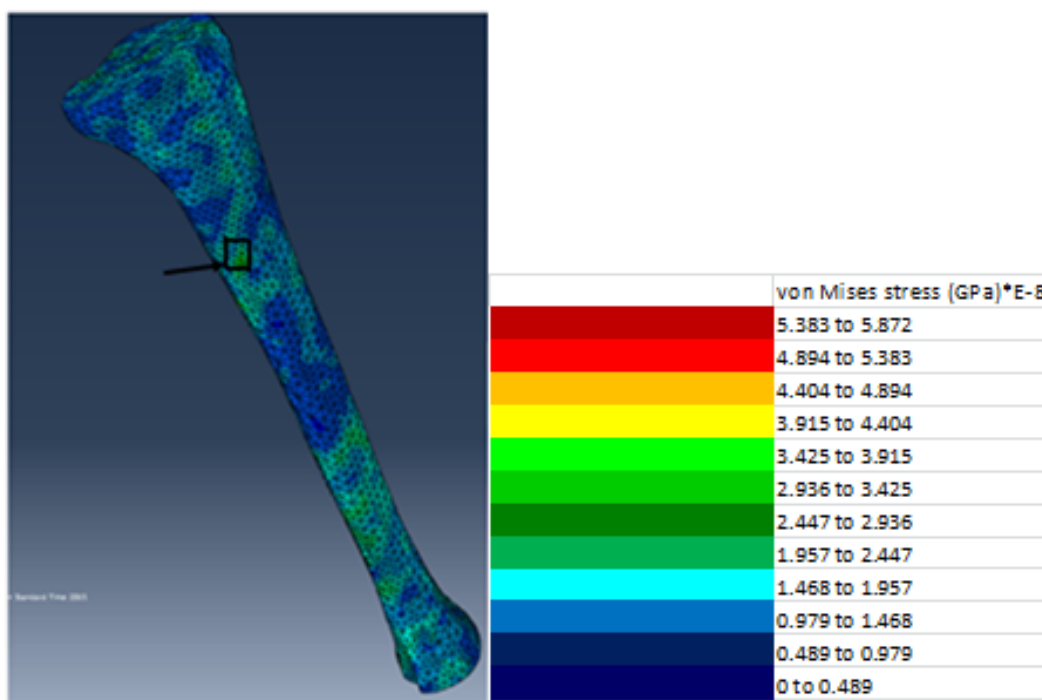 von Mises stress (GPa)*E-8
5.383 to 5.872
4.894 to 5.383
4.404 to 4.894
3.915 to 4.404
3.425 to 3.915
2.936 to 3.425
2.447 to 2.936
1.957 to 2.447
1.468 to 1.957
0.979 to 1.468
0.489 to 0.979
0 to 0.489